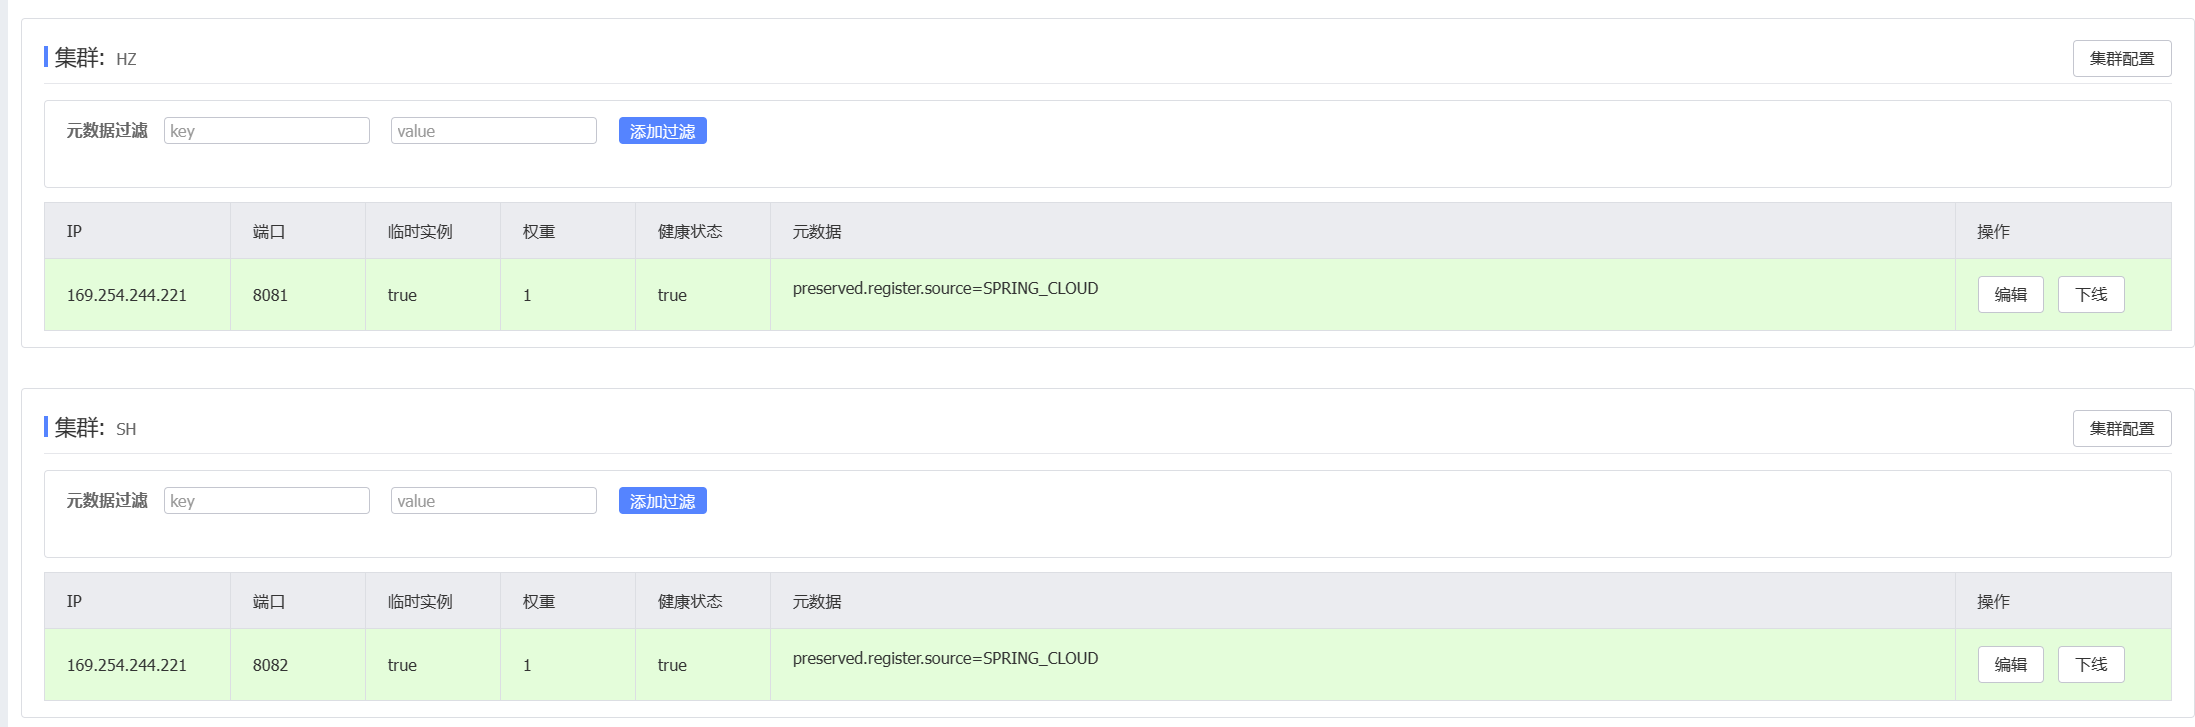 集群: HZ 集群配置
元数据过滤 key value 添加过滤
IP 端口 临时实例 权重 健康状态 元数据 操作
169.254.244.221 8081 true 1 true preserved.register.source=SPRING_CLOUD 编辑 下线
集群: SH 集群配置
元数据过滤 key value 添加过滤
IP 端口 临时实例 权重 健康状态 元数据 操作
169.254.244.221 8082 true 1 true preserved.register.source=SPRING_CLOUD 编辑 下线